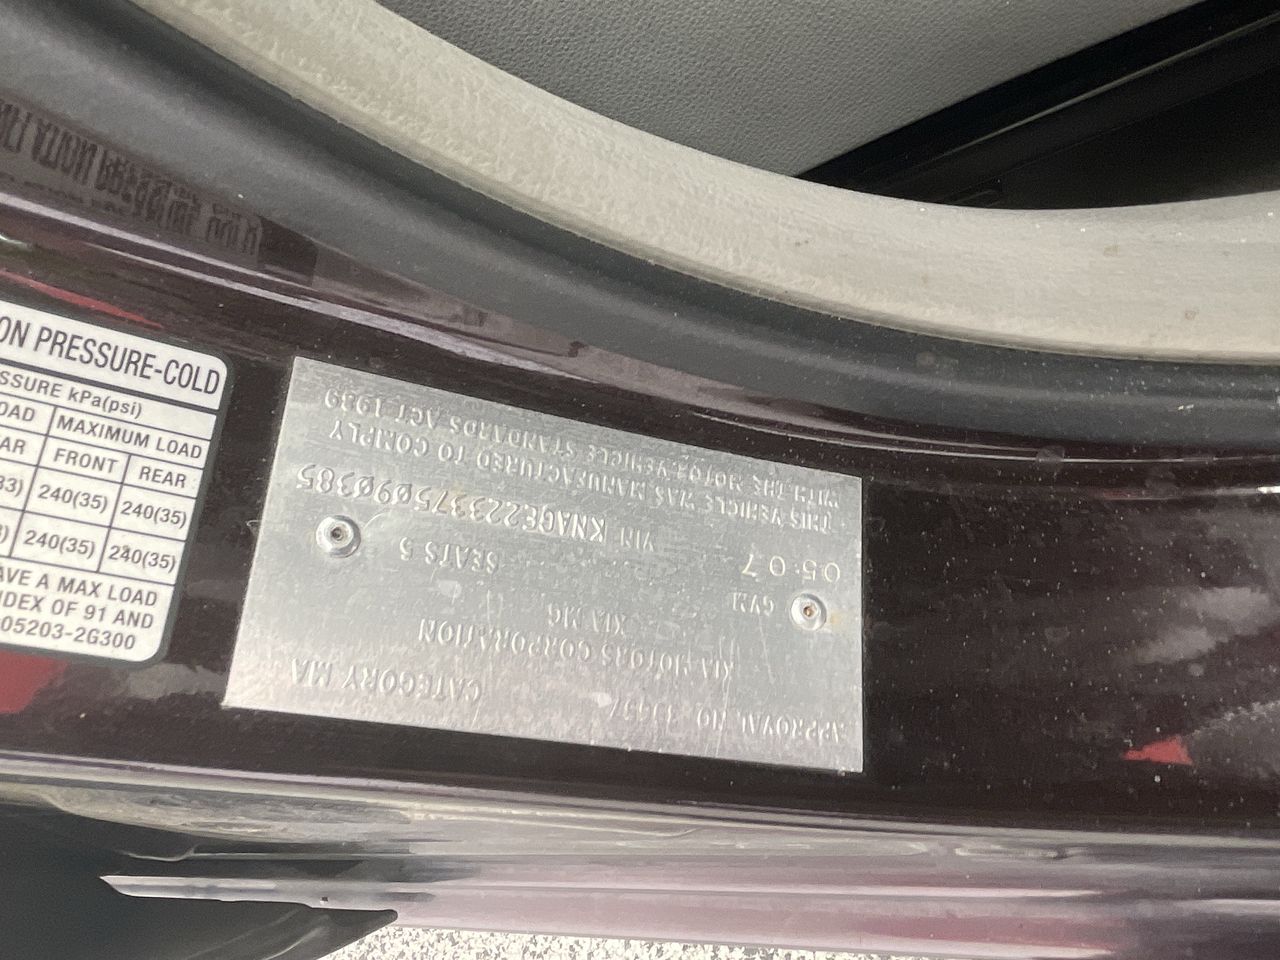 ON PRESSURE-COLD
SSURE kPa(psi)
OAD MAXIMUM LOAD
AR FRONT REAR
33) 240(35) 240(35)
3) 240(35) 240(35)
AVE A MAX LOAD
NDEX OF 91 AND
05203-2G300
APPROVAL NO. CATEGORY MA
KIA MOTORS CORPORATION
KIA MG
GVM
05.07 SEATS 5
VIN KNAGE223375090385
THIS VEHICLE WAS MANUFACTURED TO COMPLY
WITH THE MOTOR VEHICLE STANDARDS ACT 1989